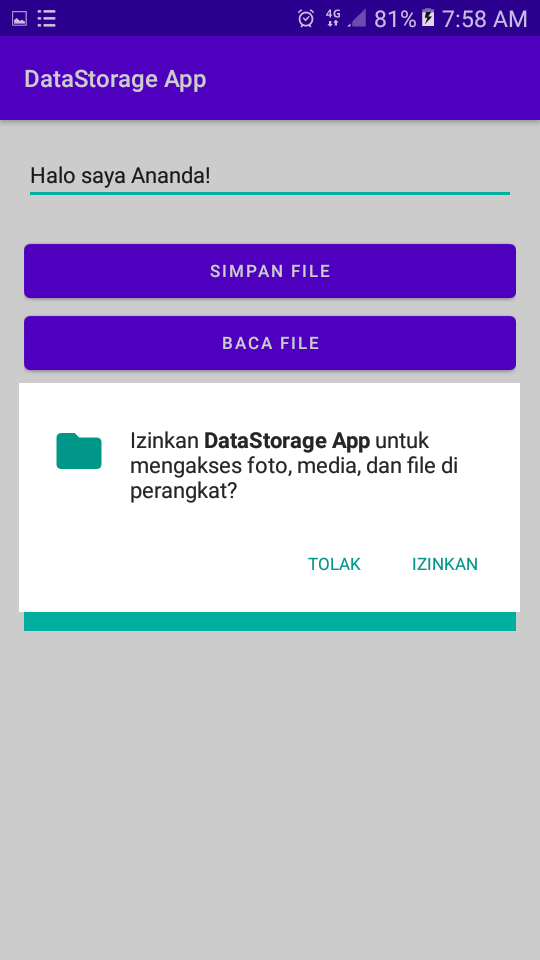 4G 81% 7:58 AM
DataStorage App
Halo saya Ananda!
SIMPAN FILE
BACA FILE
Izinkan DataStorage App untuk
mengakses foto, media, dan file di
perangkat?
TOLAK IZINKAN